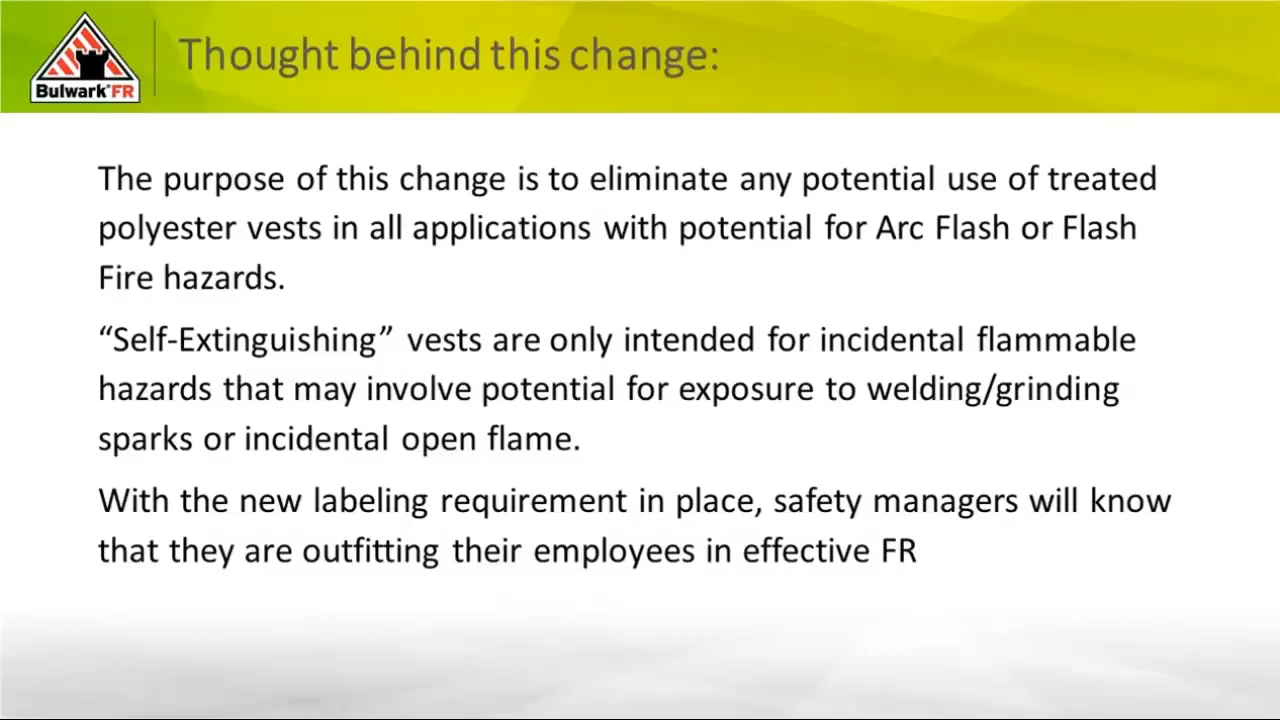 Bulwark®FR
Thought behind this change:
The purpose of this change is to eliminate any potential use of treated
polyester vests in all applications with potential for Arc Flash or Flash
Fire hazards.
“Self-Extinguishing” vests are only intended for incidental flammable
hazards that may involve potential for exposure to welding/grinding
sparks or incidental open flame.
With the new labeling requirement in place, safety managers will know
that they are outfitting their employees in effective FR